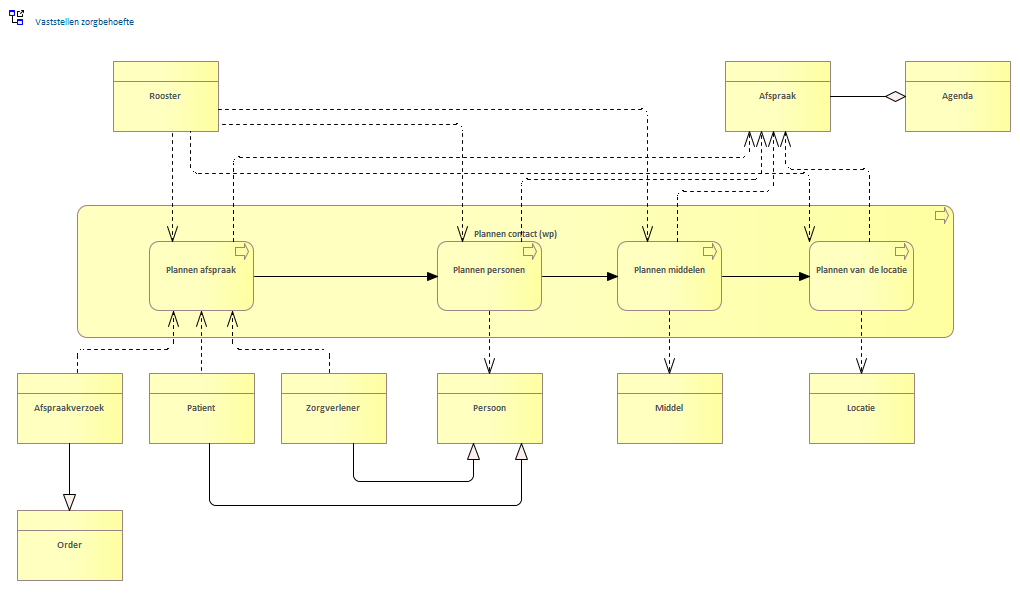 Vaststellen zorgbehoefte
Rooster
Afspraak
Agenda
Plannen contact (wp)
Plannen afspraak
Plannen personen
Plannen middelen
Plannen van de locatie
Afspraakverzoek
Patient
Zorgverlener
Persoon
Middel
Locatie
Order